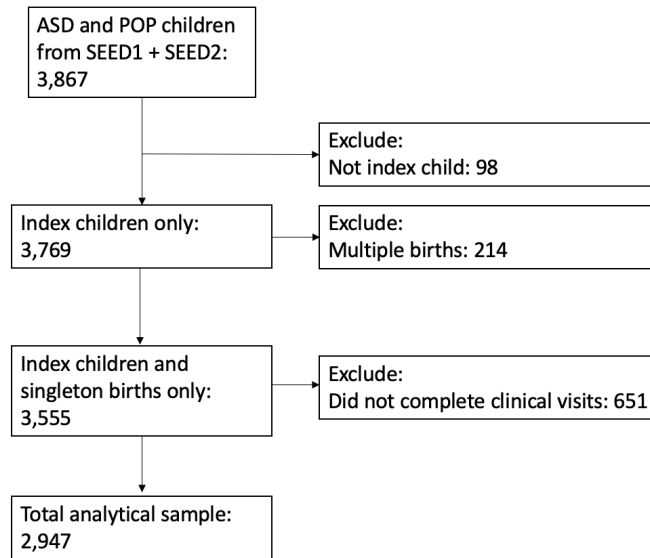 ASD and POP children
from SEED1 + SEED2:
3,867
Exclude:
Not index child: 98
Index children only:
3,769
Exclude:
Multiple births: 214
Index children and
singleton births only:
3,555
Exclude:
Did not complete clinical visits: 651
Total analytical sample:
2,947